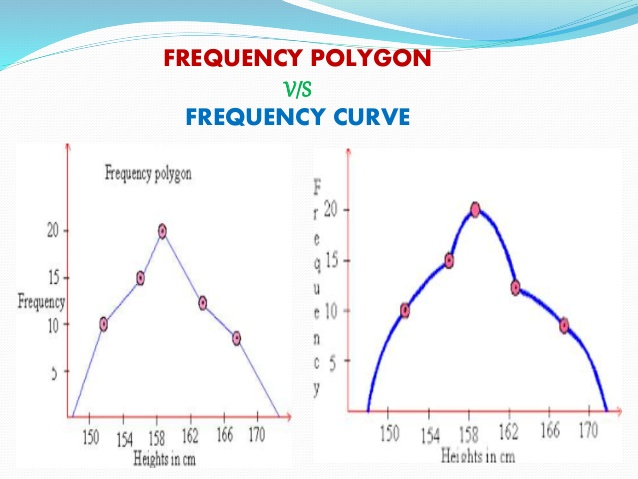 FREQUENCY POLYGON
V/S
FREQUENCY CURVE
Frequency polygon
20
15
Frequency
10
5
150 154 158 162 166 170
Heights in cm
Frequency
20
15
10
5
150 154 158 162 166 170
Heights in cm